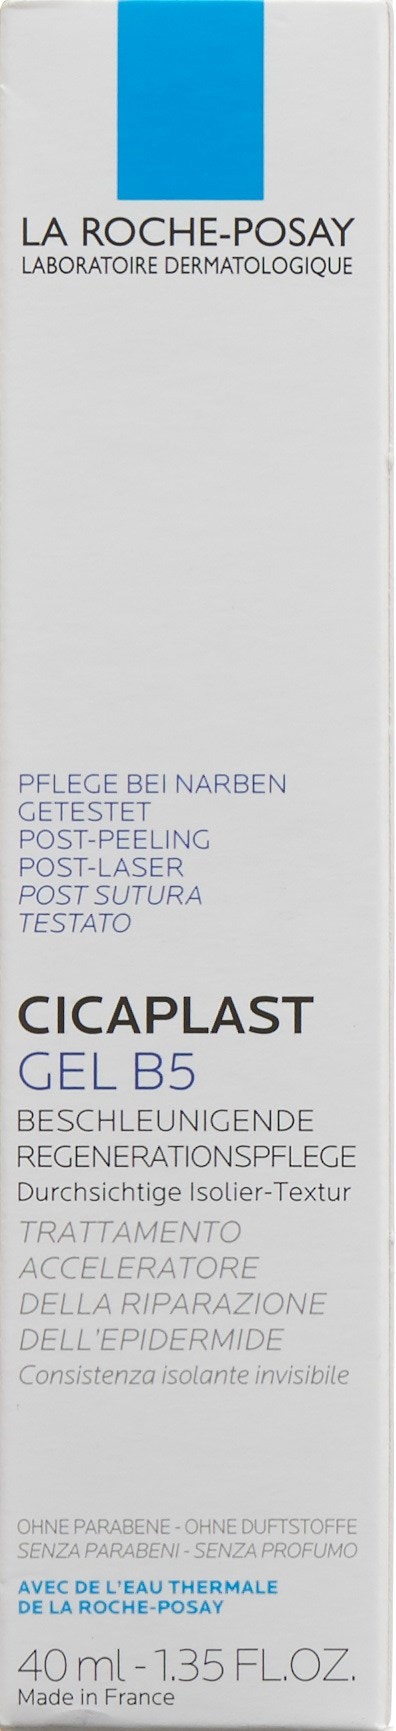 LA ROCHE-POSAY
LABORATOIRE DERMATOLOGIQUE
PFLEGE BEI NARBEN
GETESTET
POST-PEELING
POST-LASER
POST SUTURA
TESTATO
CICAPLAST
GEL B5
BESCHLEUNIGENDE
REGENERATIONSPFLEGE
Durchsichtige Isolier-Textur
TRATTAMENTO
ACCELERATORE
DELLA RIPARAZIONE
DELL'EPIDERMIDE
Consistenza isolante invisibile
OHNE PARABENE - OHNE DUFTSTOFFE
SENZA PARABENI - SENZA PROFUMO
AVEC DE L'EAU THERMALE
DE LA ROCHE-POSAY
40 ml - 1.35 FL.OZ.
Made in France